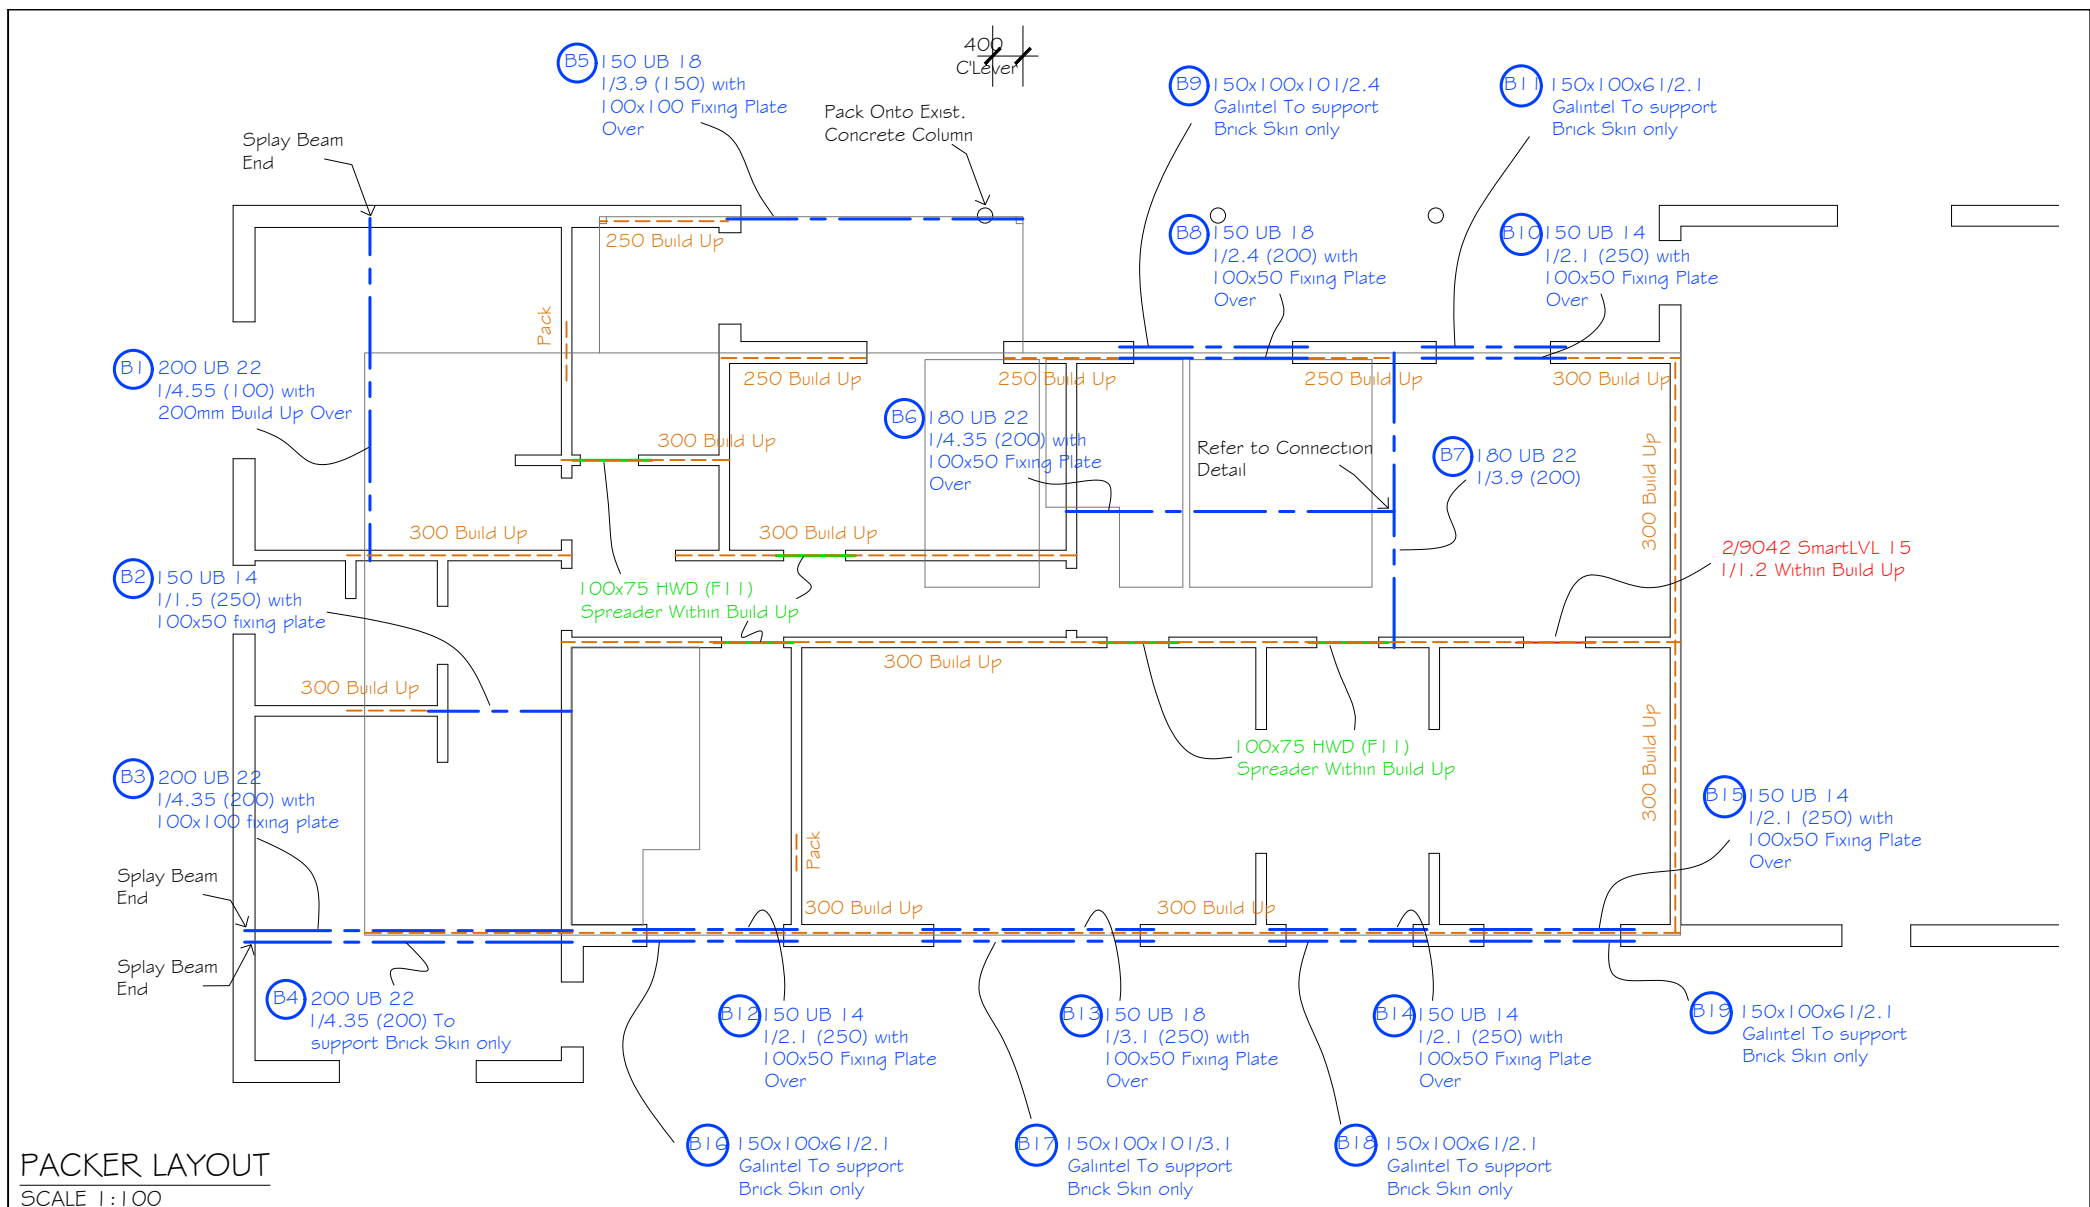 400
C'Lever
B5
150 UB 18
1/3.9 (150) with
100x100 Fixing Plate
Over
Pack Onto Exist.
Concrete Column
B9
150x100x10 1/2.4
Galintel To support
Brick Skin only
B11
150x100x6 1/2.1
Galintel To support
Brick Skin only
Splay Beam
End
250 Build Up
B8
150 UB 18
1/2.4 (200) with
100x50 Fixing Plate
Over
B10
150 UB 14
1/2.1 (250) with
100x50 Fixing Plate
Over
Pack
B1
200 UB 22
1/4.55 (100) with
200mm Build Up Over
250 Build Up
250 Build Up
250 Build Up
300 Build Up
B6
180 UB 22
1/4.35 (200) with
100x50 Fixing Plate
Over
300 Build Up
Refer to Connection
Detail
B7
180 UB 22
1/3.9 (200)
300 Build Up
300 Build Up
300 Build Up
2/9042 SmartLVL 15
1/1.2 Within Build Up
B2
150 UB 14
1/1.5 (250) with
100x50 fixing plate
100x75 HWD (F11)
Spreader Within Build Up
300 Build Up
300 Build Up
300 Build Up
100x75 HWD (F11)
Spreader Within Build Up
B3
200 UB 22
1/4.35 (200) with
100x100 fixing plate
B15
150 UB 14
1/2.1 (250) with
100x50 Fixing Plate
Over
Pack
Splay Beam
End
300 Build Up
300 Build Up
Splay Beam
End
B4
200 UB 22
1/4.35 (200) To
support Brick Skin only
B12
150 UB 14
1/2.1 (250) with
100x50 Fixing Plate
Over
B13
150 UB 18
1/3.1 (250) with
100x50 Fixing Plate
Over
B14
150 UB 14
1/2.1 (250) with
100x50 Fixing Plate
Over
B19
150x100x6 1/2.1
Galintel To support
Brick Skin only
B16
150x100x6 1/2.1
Galintel To support
Brick Skin only
B17
150x100x10 1/3.1
Galintel To support
Brick Skin only
B18
150x100x6 1/2.1
Galintel To support
Brick Skin only
PACKER LAYOUT
SCALE 1:100